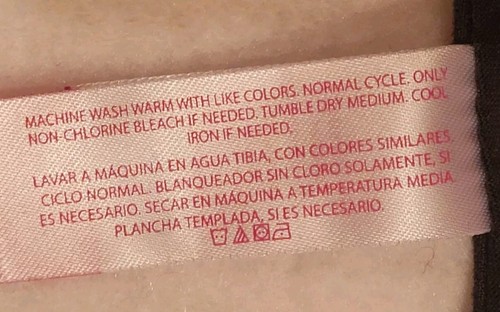 MACHINE WASH WARM WITH LIKE COLORS. NORMAL CYCLE. ONLY
NON-CHLORINE BLEACH IF NEEDED. TUMBLE DRY MEDIUM. COOL
IRON IF NEEDED.
LAVAR A MÁQUINA EN AGUA TIBIA, CON COLORES SIMILARES,
CICLO NORMAL. BLANQUEADOR SIN CLORO SOLAMENTE, SI
ES NECESARIO. SECAR EN MÁQUINA A TEMPERATURA MEDIA.
PLANCHA TEMPLADA, SI ES NECESARIO.